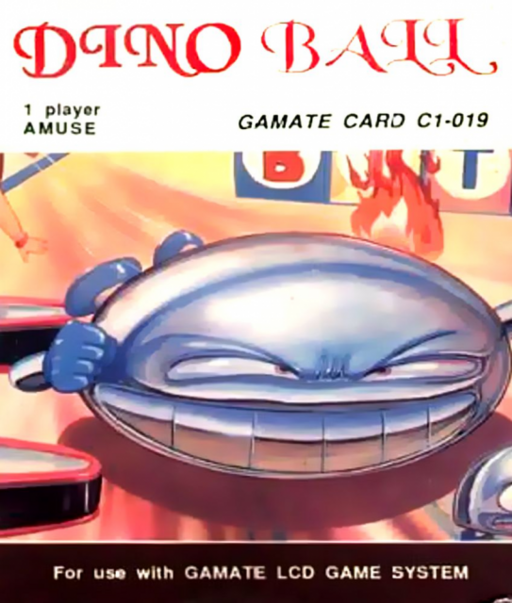 DINO BALL
1 player
AMUSE
GAMATE CARD C1-019
B T
For use with GAMATE LCD GAME SYSTEM